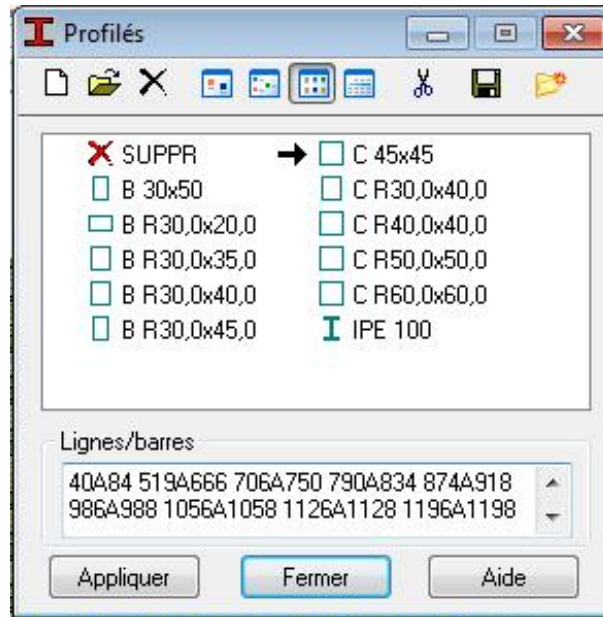 Profilés
SUPPR
B 30x50
B R30,0x20,0
B R30,0x35,0
B R30,0x40,0
B R30,0x45,0
C 45x45
C R30,0x40,0
C R40,0x40,0
C R50,0x50,0
C R60,0x60,0
IPE 100
Lignes/barres
40A84 519A666 706A750 790A834 874A918
986A988 1056A1058 1126A1128 1196A1198
Appliquer
Fermer
Aide